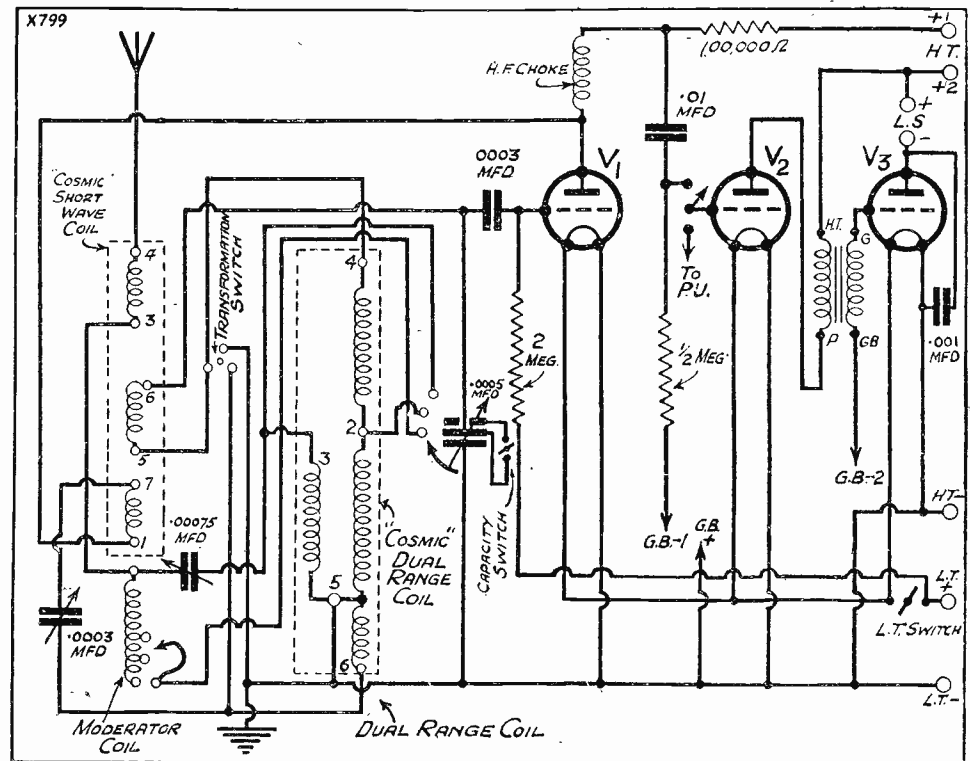 X799
+1
H.T.
+2
100,000Ω
H.F. CHOKE
.01
MFD
+
L.S
-
V1
V2
V3
.0003
MFD
"COSMIC"
SHORT
WAVE
COIL
TRANSFORMATION
SWITCH
4
3
6
5
7
1
4
2
3
5
6
2
MEG.
.0005
MFD
TO
P.U.
1/2 MEG.
H.T.
G
P
GB
.001
MFD
G.B.-2
G.B.-1
G.B.
+
HT-
L.T.
+
L.T. SWITCH
L.T.-
CAPACITY
SWITCH
"COSMIC"
DUAL
RANGE
COIL
.00075
MFD
.0003
MFD
MODERATOR
COIL
DUAL RANGE COIL